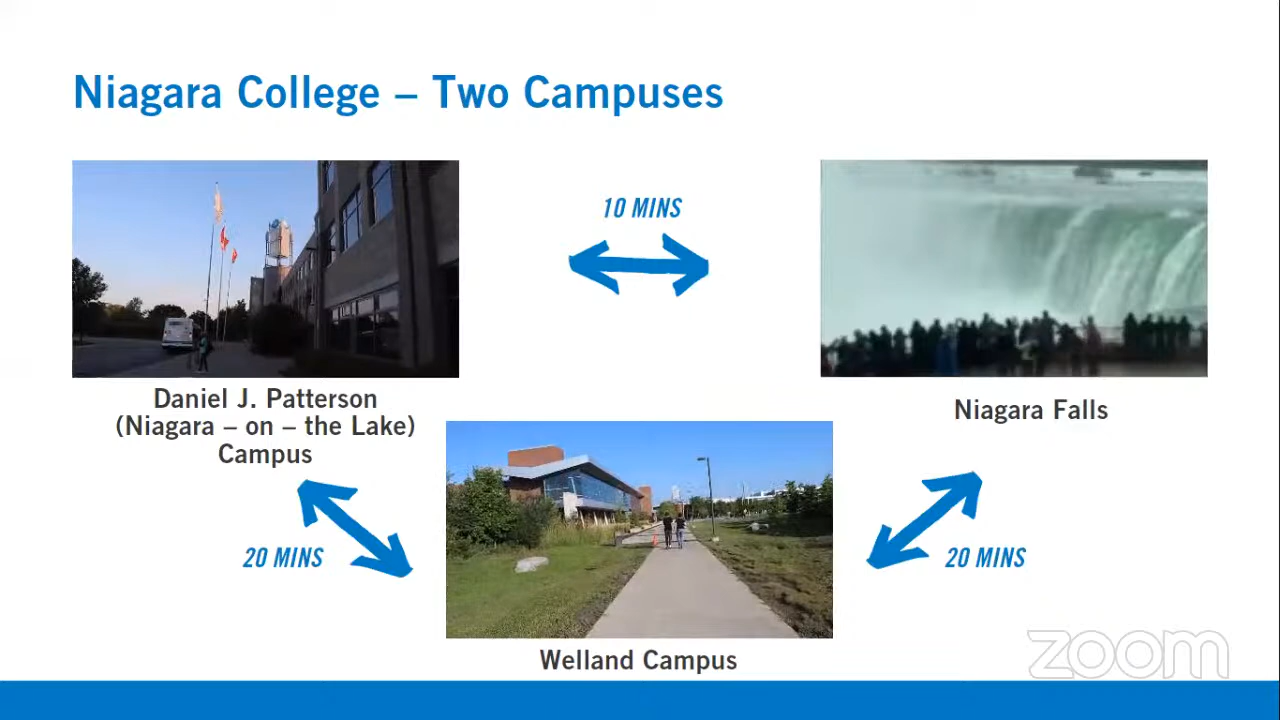 Niagara College – Two Campuses
10 MINS
Daniel J. Patterson
(Niagara – on – the Lake)
Campus
Niagara Falls
20 MINS
20 MINS
Welland Campus
zoom